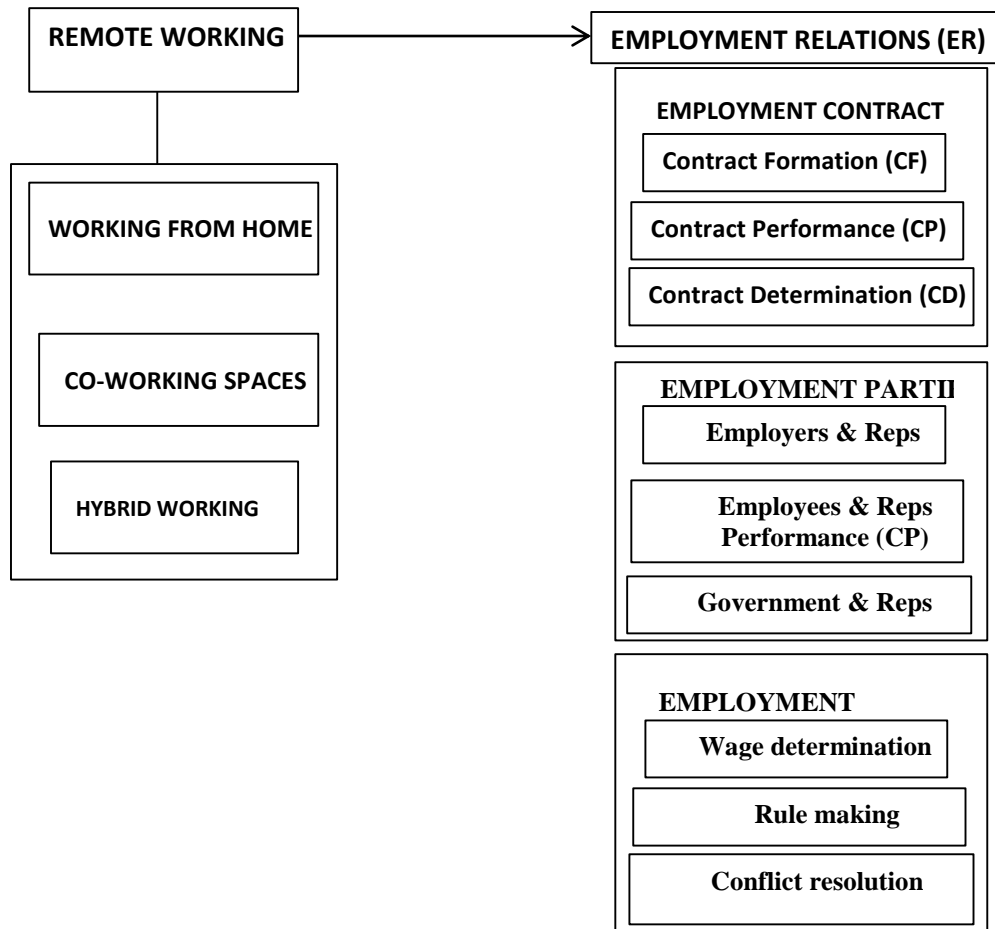 REMOTE WORKING
EMPLOYMENT RELATIONS (ER)
WORKING FROM HOME
CO-WORKING SPACES
HYBRID WORKING
EMPLOYMENT CONTRACT
Contract Formation (CF)
Contract Performance (CP)
Contract Determination (CD)
EMPLOYMENT
Employers & Reps
Employees & Reps
Performance (CP)
Government & Reps
EMPLOYMENT
Wage determination
Rule making
Conflict resolution